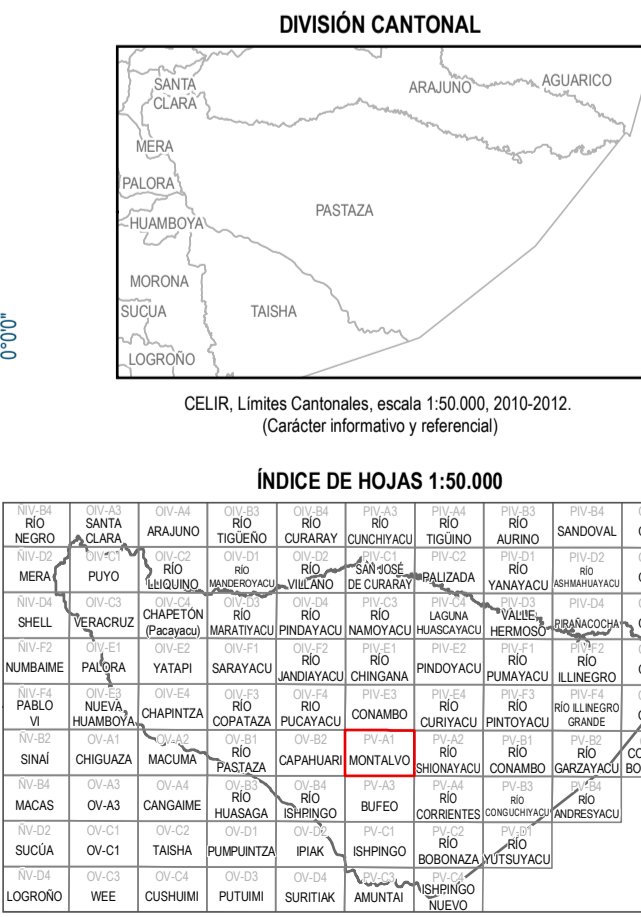 DIVISIÓN CANTONAL
SANTA
CLARA
ARAJUNO
AGUARICO
MERA
PALORA
PASTAZA
HUAMBOYA
MORONA
SUCUA
TAISHA
LOGROÑO
0°0'0"
CELIR, Límites Cantonales, escala 1:50.000, 2010-2012.
(Carácter informativo y referencial)
ÍNDICE DE HOJAS 1:50.000
ÑIV-B4 OIV-A3 OIV-A4 OIV-B3 OIV-B4 PIV-A3 PIV-A4 PIV-B3 PIV-B4
RÍO NEGRO SANTA CLARA ARAJUNO RÍO TIGÜEÑO RÍO CURARAY RÍO CUNCHIYACU RÍO TIGÜINO RÍO AURINO SANDOVAL
ÑIV-D2 OIV-C1 OIV-C2 OIV-D1 OIV-D2 PIV-C1 PIV-C2 PIV-D1 PIV-D2
MERA PUYO RÍO LLIQUINO RÍO MANDEROYACU RÍO VILLANO SAN JOSÉ DE CURARAY PALIZADA RÍO YANAYACU RÍO ASHMAHUAYACU
ÑIV-D4 OIV-C3 OIV-C4 OIV-D3 OIV-D4 PIV-C3 PIV-C4 PIV-D3 PIV-D4
SHELL VERACRUZ CHAPETÓN (Pacayacu) RÍO MARATIYACU RÍO PINDAYACU RÍO NAMOYACU LAGUNA HUASCAYACU VALLE HERMOSO PIRAÑACOCHA
ÑIV-F2 OIV-E1 OIV-E2 OIV-F1 OIV-F2 PIV-E1 PIV-E2 PIV-F1 PIV-F2
NUMBAIME PALORA YATAPI SARAYACU RÍO JANDIAYACU RÍO CHINGANA PINDOYACU RÍO PUMAYACU RÍO ILLINEGRO
ÑIV-F4 OIV-E3 OIV-E4 OIV-F3 OIV-F4 PIV-E3 PIV-E4 PIV-F3 PIV-F4
PABLO VI NUEVA HUAMBOYA CHAPINTZA RÍO COPATAZA RÍO PUCAYACU CONAMBO RÍO CURIYACU RÍO PINTOYACU RÍO ILLINEGRO GRANDE
ÑV-B2 OV-A1 OV-A2 OV-B1 OV-B2 PV-A1 PV-A2 PV-B1 PV-B2
SINAÍ CHIGUAZA MACUMA RÍO PASTAZA CAPAHUARI MONTALVO RÍO SHIONAYACU RÍO CONAMBO RÍO GARZAYACU
ÑV-B4 OV-A3 OV-A4 OV-B3 OV-B4 PV-A3 PV-A4 PV-B3 PV-B4
MACAS OV-A3 CANGAIME RÍO HUASAGA RÍO ISHPINGO BUFEO RÍO CORRIENTES RÍO CONGUCHIYACU RÍO ANDRESYACU
ÑV-D2 OV-C1 OV-C2 OV-D1 OV-D2 PV-C1 PV-C2 PV-D1
SUCÚA OV-C1 TAISHA PUMPUINTZA IPIAK ISHPINGO RÍO BOBONAZA RÍO YUTSUYACU
ÑV-D4 OV-C3 OV-C4 OV-D3 OV-D4 PV-C3 PV-C4
LOGROÑO WEE CUSHUIMI PUTUIMI SURITIAK AMUNTAI ISHPINGO NUEVO